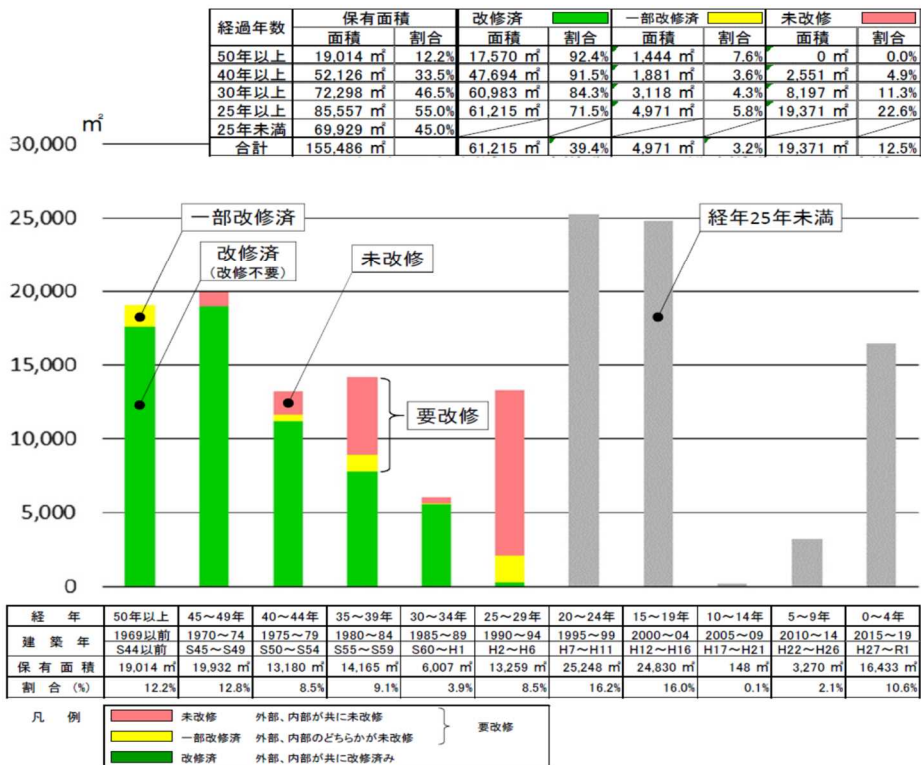 経過年数 保有面積 改修済 一部改修済 未改修
面積 割合 面積 割合 面積 割合 面積 割合
50年以上 19,014 ㎡ 12.2% 17,570 ㎡ 92.4% 1,444 ㎡ 7.6% 0 ㎡ 0.0%
40年以上 52,126 ㎡ 33.5% 47,694 ㎡ 91.5% 1,881 ㎡ 3.6% 2,551 ㎡ 4.9%
30年以上 72,298 ㎡ 46.5% 60,983 ㎡ 84.3% 3,118 ㎡ 4.3% 8,197 ㎡ 11.3%
25年以上 85,557 ㎡ 55.0% 61,215 ㎡ 71.5% 4,971 ㎡ 5.8% 19,371 ㎡ 22.6%
25年未満 69,929 ㎡ 45.0%
合計 155,486 ㎡ 61,215 ㎡ 39.4% 4,971 ㎡ 3.2% 19,371 ㎡ 12.5%
㎡
30,000
25,000
20,000
15,000
10,000
5,000
0
一部改修済
改修済
(改修不要)
未改修
要改修
経年25年未満
経 年 50年以上 45～49年 40～44年 35～39年 30～34年 25～29年 20～24年 15～19年 10～14年 5～9年 0～4年
建 築 年 1969以前 1970～74 1975～79 1980～84 1985～89 1990～94 1995～99 2000～04 2005～09 2010～14 2015～19
S44以前 S45～S49 S50～S54 S55～S59 S60～H1 H2～H6 H7～H11 H12～H16 H17～H21 H22～H26 H27～R1
保 有 面 積 19,014 ㎡ 19,932 ㎡ 13,180 ㎡ 14,165 ㎡ 6,007 ㎡ 13,259 ㎡ 25,248 ㎡ 24,830 ㎡ 148 ㎡ 3,270 ㎡ 16,433 ㎡
割 合 (%) 12.2% 12.8% 8.5% 9.1% 3.9% 8.5% 16.2% 16.0% 0.1% 2.1% 10.6%
凡 例
未改修 外部、内部が共に未改修
一部改修済 外部、内部のどちらかが未改修
要改修
改修済 外部、内部が共に改修済み